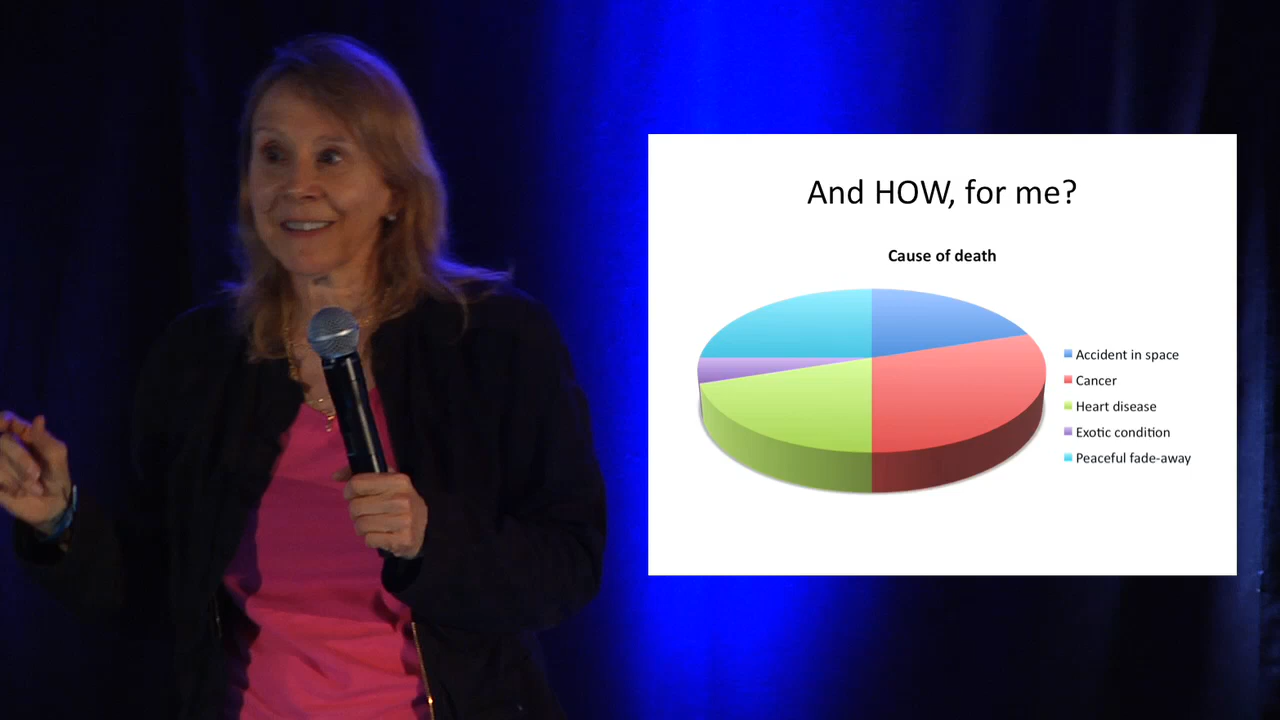 And HOW, for me?
Cause of death
Accident in space
Cancer
Heart disease
Exotic condition
Peaceful fade-away